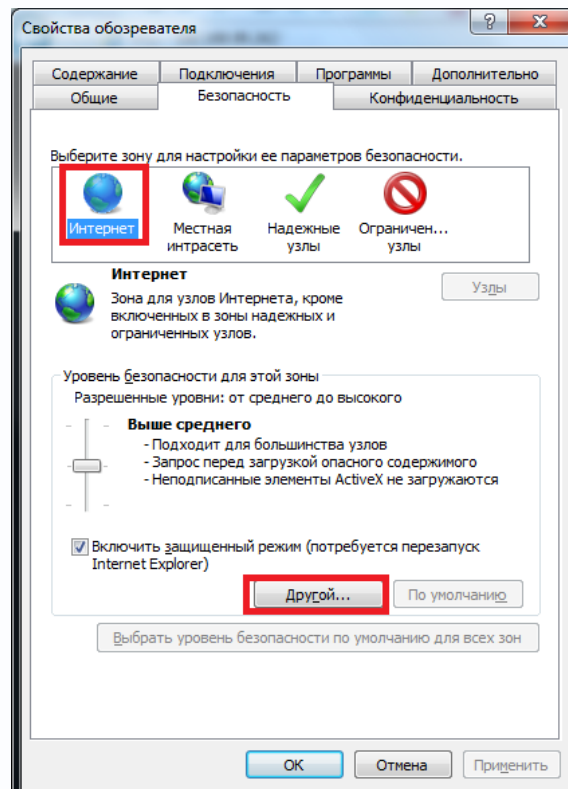 Свойства обозревателя
Содержание Подключения Программы Дополнительно
Общие Безопасность Конфиденциальность
Выберите зону для настройки ее параметров безопасности.
Интернет Местная Надежные Ограничен...
интрасеть узлы узлы
Интернет
Узлы
Зона для узлов Интернета, кроме
включенных в зоны надежных и
ограниченных узлов.
Уровень безопасности для этой зоны
Разрешенные уровни: от среднего до высокого
Выше среднего
- Подходит для большинства узлов
- Запрос перед загрузкой опасного содержимого
- Неподписанные элементы ActiveX не загружаются
Включить защищенный режим (потребуется перезапуск
Internet Explorer)
Другой... По умолчанию
Выбрать уровень безопасности по умолчанию для всех зон
ОК Отмена Применить